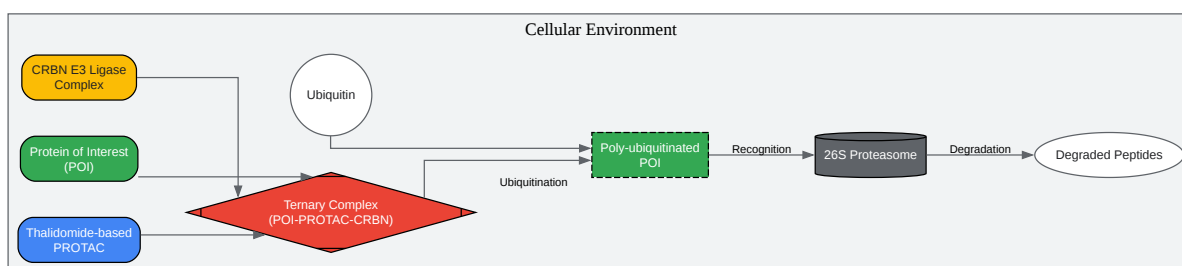 Cellular Environment
CRBN E3 Ligase
Complex
Ubiquitin
Protein of Interest
(POI)
Poly-ubiquitinated
POI
Recognition
26S Proteasome
Degradation
Degraded Peptides
Ubiquitination
Ternary Complex
(POI-PROTAC-CRBN)
Thalidomide-based
PROTAC